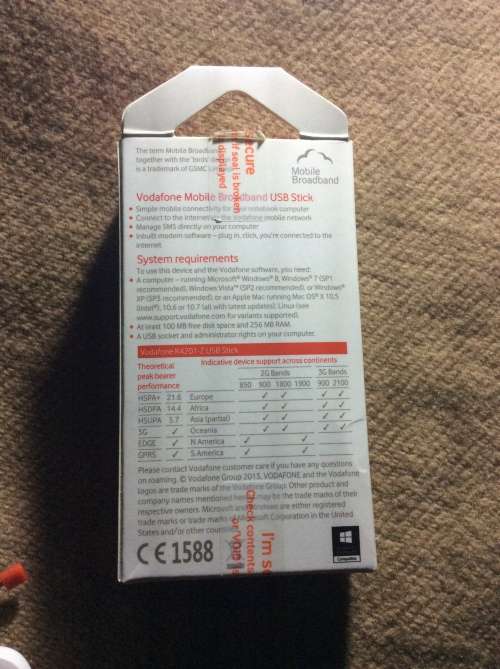 The term Mobile Broadband
together with the 'birds' design
is a trademark of GSMC
Mobile
Broadband
ecure
if seal is broken
displayed
Vodafone Mobile Broadband USB Stick
• Simple mobile connectivity for your notebook computer
• Connect to the internet via the Vodafone mobile network
• Manage SMS directly on your computer
• Inbuilt modem software – plug in, click, you're connected to the
internet
System requirements
To use this device and the Vodafone software, you need:
• A computer – running Microsoft® Windows® 8, Windows® 7 (SP1
recommended), Windows Vista™ (SP2 recommended), or Windows®
XP (SP3 recommended); or an Apple Mac running Mac OS® X 10.5
(Intel®), 10.6 or 10.7 (all with latest updates); Linux (see
www.support.vodafone.com for variants supported).
• At least 100 MB free disk space and 256 MB RAM.
• A USB socket and administrator rights on your computer.
Vodafone K4201-Z USB Stick
Theoretical peak bearer performance
Indicative device support across continents
2G Bands 3G Bands
850 900 1800 1900 900 2100
HSPA+ 21.6 Europe ✓ ✓ ✓ ✓
HSDPA 14.4 Africa ✓ ✓ ✓ ✓
HSUPA 5.7 Asia (partial) ✓ ✓ ✓ ✓
3G ✓ Oceania ✓ ✓ ✓ ✓
EDGE ✓ N America ✓ ✓
GPRS ✓ S America ✓ ✓
Please contact Vodafone customer care if you have any questions
on roaming. © Vodafone Group 2013. VODAFONE and the Vodafone
logos are trade marks of the Vodafone Group. Other product and
company names mentioned herein may be the trade marks of their
respective owners. Microsoft and Windows are either registered
trade marks or trade marks of Microsoft Corporation in the United
States and/or other countries.
CE 1588
I'm se
Check contents
or void
Windows
Compatible